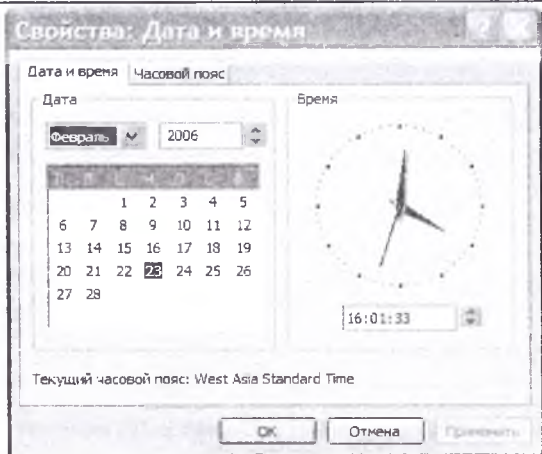 Свойства: Дата и время
Дата и время Часовой пояс
Дата
Время
Февраль 2006
1 2 3 4 5
6 7 8 9 10 11 12
13 14 15 16 17 18 19
20 21 22 23 24 25 26
27 28
16:01:33
Текущий часовой пояс: West Asia Standard Time
OK Отмена Применить